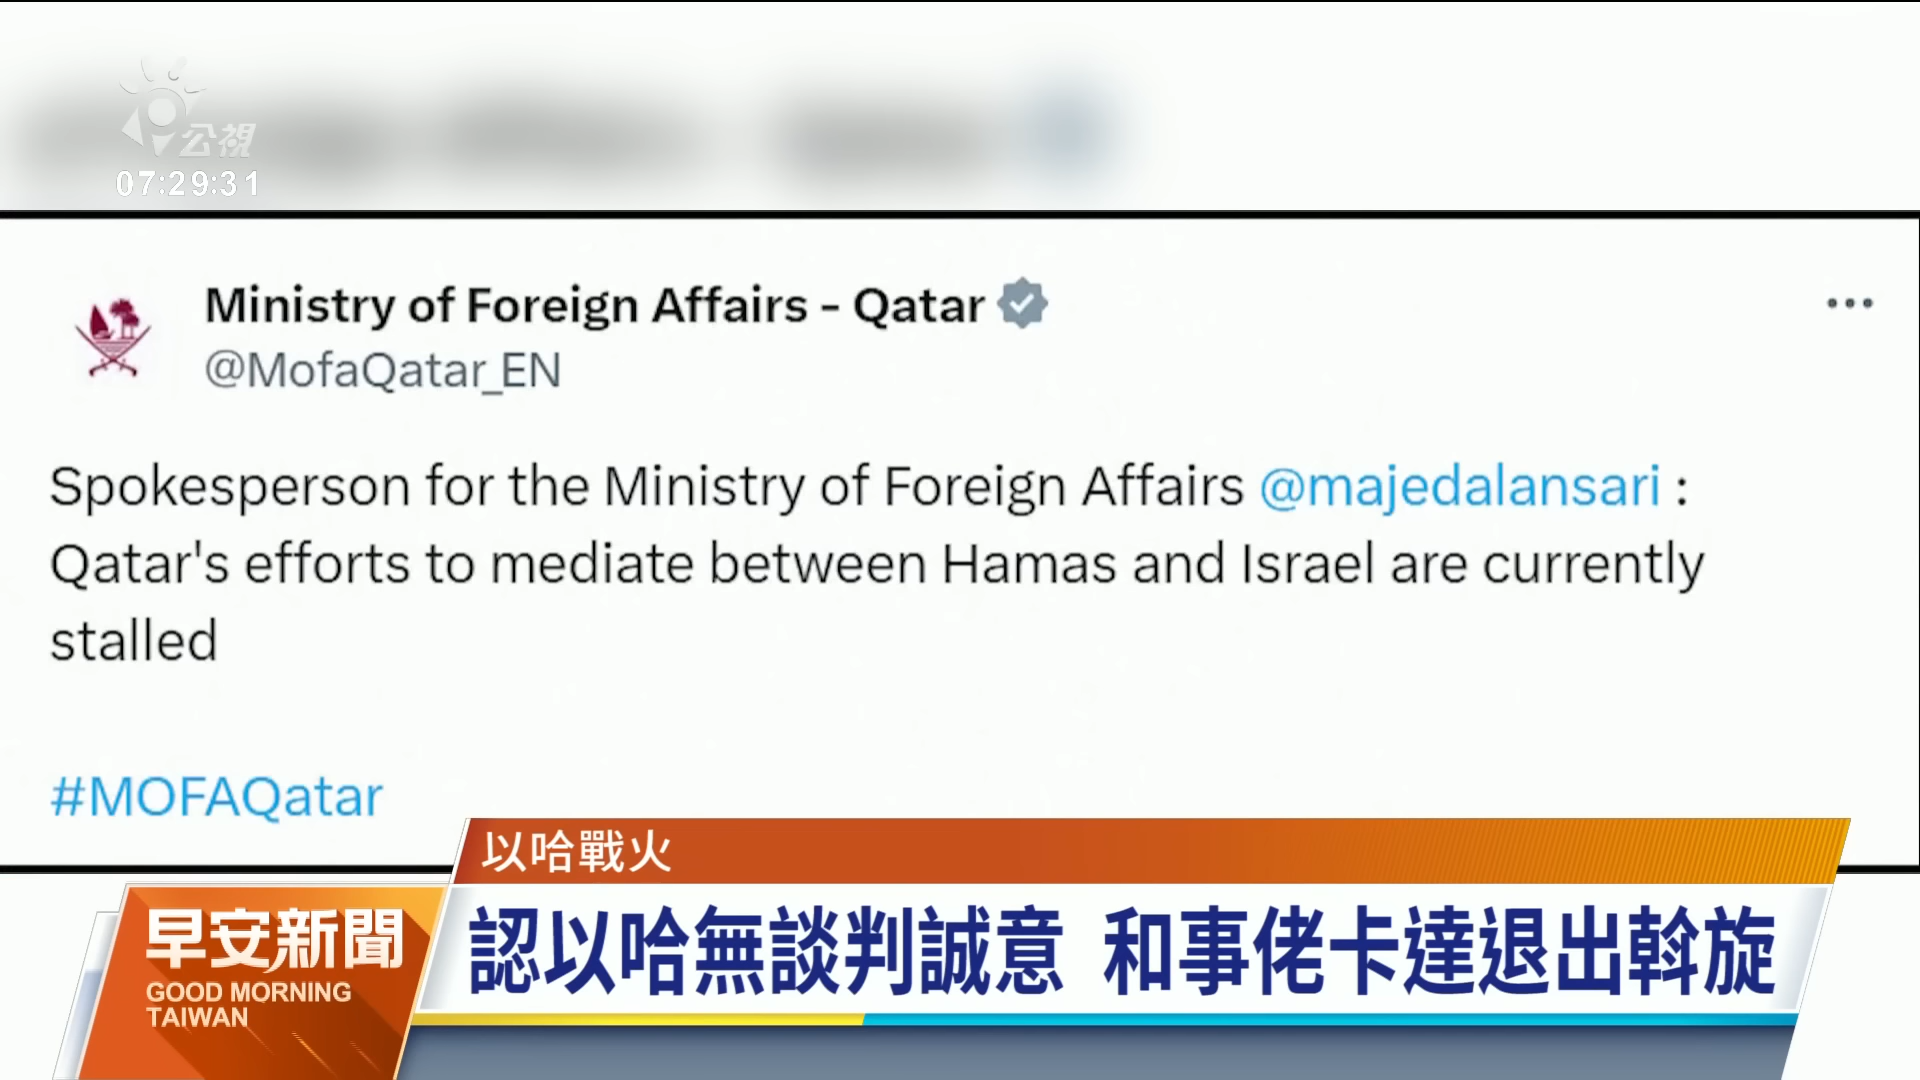 公視
07:29:31
Ministry of Foreign Affairs - Qatar
@MofaQatar_EN
Spokesperson for the Ministry of Foreign Affairs @majedalansari :
Qatar's efforts to mediate between Hamas and Israel are currently
stalled
#MOFAQatar
以哈戰火
認以哈無談判誠意 和事佬卡達退出斡旋
早安新聞
GOOD MORNING
TAIWAN